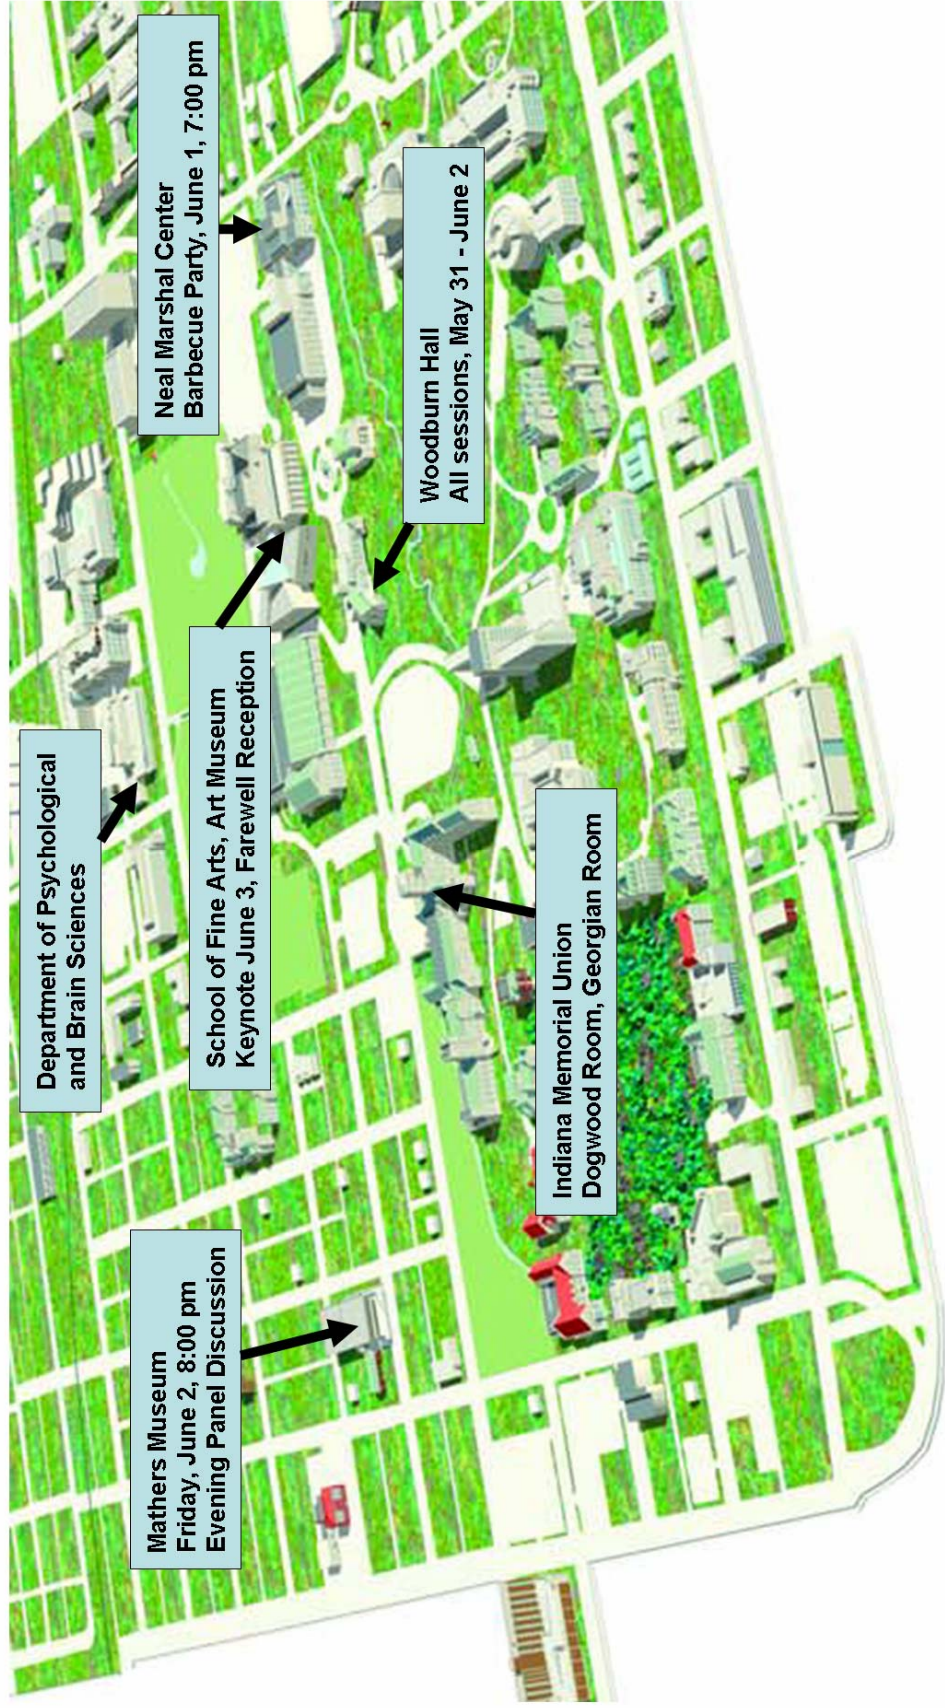 Mathers Museum
Friday, June 2, 8:00 pm
Evening Panel Discussion
Department of Psychological
and Brain Sciences
School of Fine Arts, Art Museum
Keynote June 3, Farewell Reception
Neal Marshal Center
Barbecue Party, June 1, 7:00 pm
Indiana Memorial Union
Dogwood Room, Georgian Room
Woodburn Hall
All sessions, May 31 - June 2